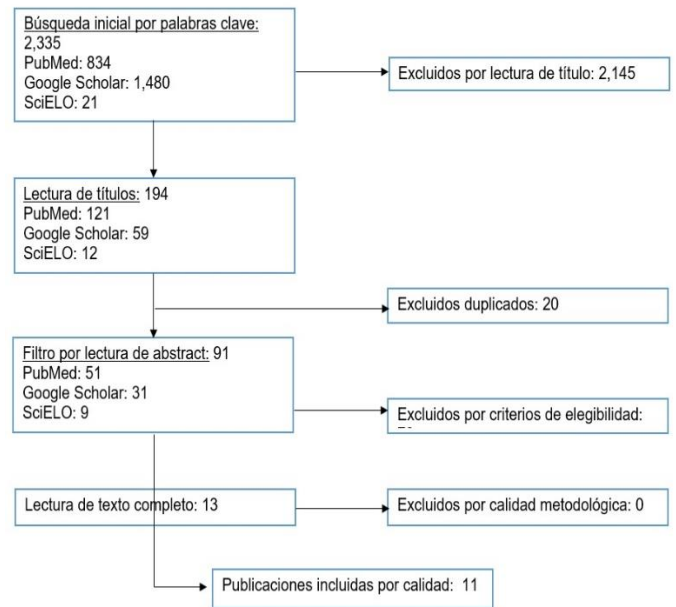 Búsqueda inicial por palabras clave:
2,335
PubMed: 834
Google Scholar: 1,480
SciELO: 21
Excluidos por lectura de título: 2,145
Lectura de títulos: 194
PubMed: 121
Google Scholar: 59
SciELO: 12
Excluidos duplicados: 20
Filtro por lectura de abstract: 91
PubMed: 51
Google Scholar: 31
SciELO: 9
Excluidos por criterios de elegibilidad:
Lectura de texto completo: 13
Excluidos por calidad metodológica: 0
Publicaciones incluidas por calidad: 11